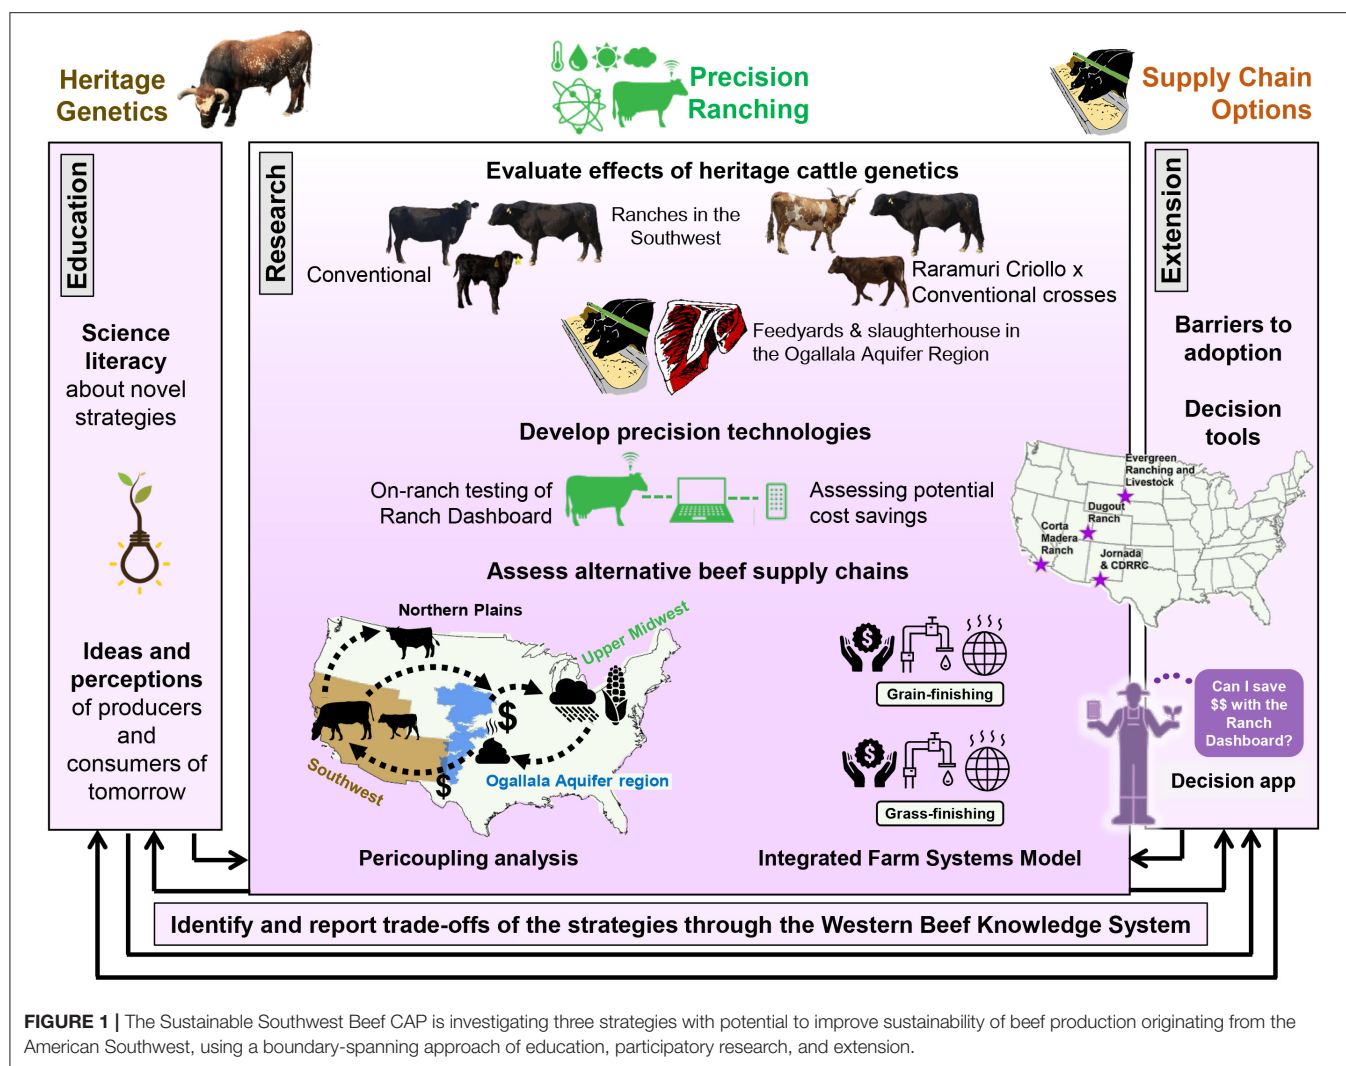 Heritage
Genetics
Precision
Ranching
Supply Chain
Options
Education
Science
literacy
about novel
strategies
Ideas and
perceptions
of producers
and
consumers of
tomorrow
Research
Evaluate effects of heritage cattle genetics
Conventional
Ranches in the
Southwest
Raramuri Criollo x
Conventional crosses
Feedyards & slaughterhouse in
the Ogallala Aquifer Region
Develop precision technologies
On-ranch testing of
Ranch Dashboard
Assessing potential
cost savings
Assess alternative beef supply chains
Northern Plains
Upper Midwest
Southwest
$
$
Ogallala Aquifer region
Pericoupling analysis
$
Grain-finishing
$
Grass-finishing
Integrated Farm Systems Model
Extension
Barriers to
adoption
Decision
tools
Evergreen
Ranching and
Livestock
Dugout
Ranch
Corta
Madera
Ranch
Jornada
& CDRRC
Can I save
$$ with the
Ranch
Dashboard?
Decision app
Identify and report trade-offs of the strategies through the Western Beef Knowledge System
FIGURE 1 | The Sustainable Southwest Beef CAP is investigating three strategies with potential to improve sustainability of beef production originating from the
American Southwest, using a boundary-spanning approach of education, participatory research, and extension.